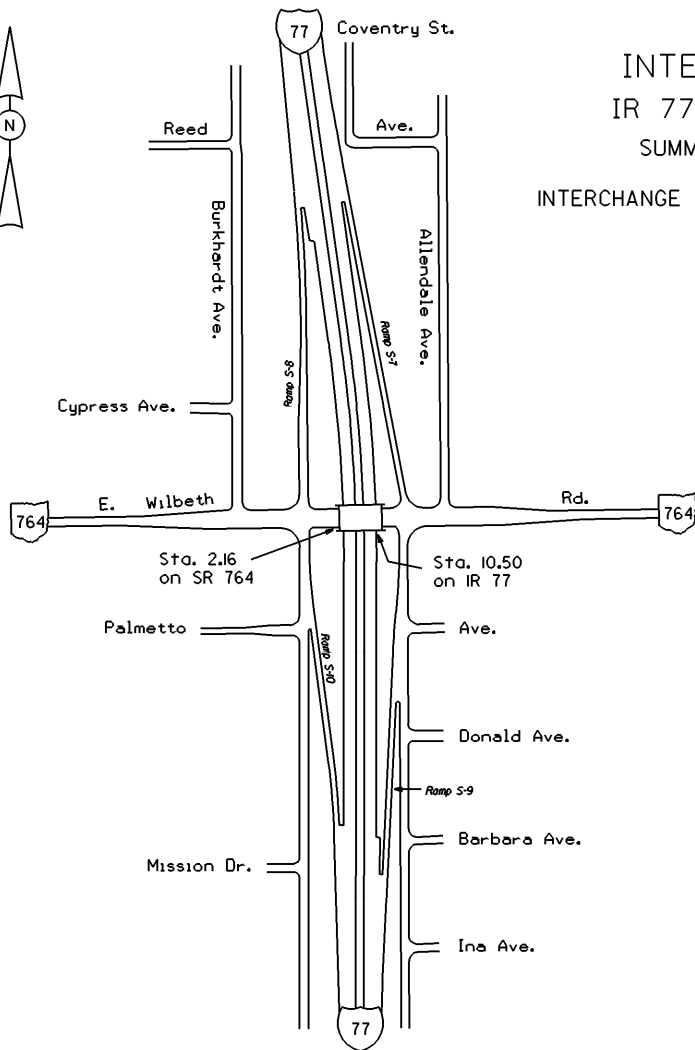 77
Coventry St.
INTE
IR 77
SUMM
INTERCHANGE
N
Reed
Ave.
Burkhardt Ave.
Allendale Ave.
Ramp S-7
Ramp S-8
Cypress Ave.
764
E. Wilbeth
Rd.
764
Sta. 2.16
on SR 764
Sta. 10.50
on IR 77
Palmetto
Ave.
Ramp S-10
Donald Ave.
Ramp S-9
Barbara Ave.
Mission Dr.
Ina Ave.
77